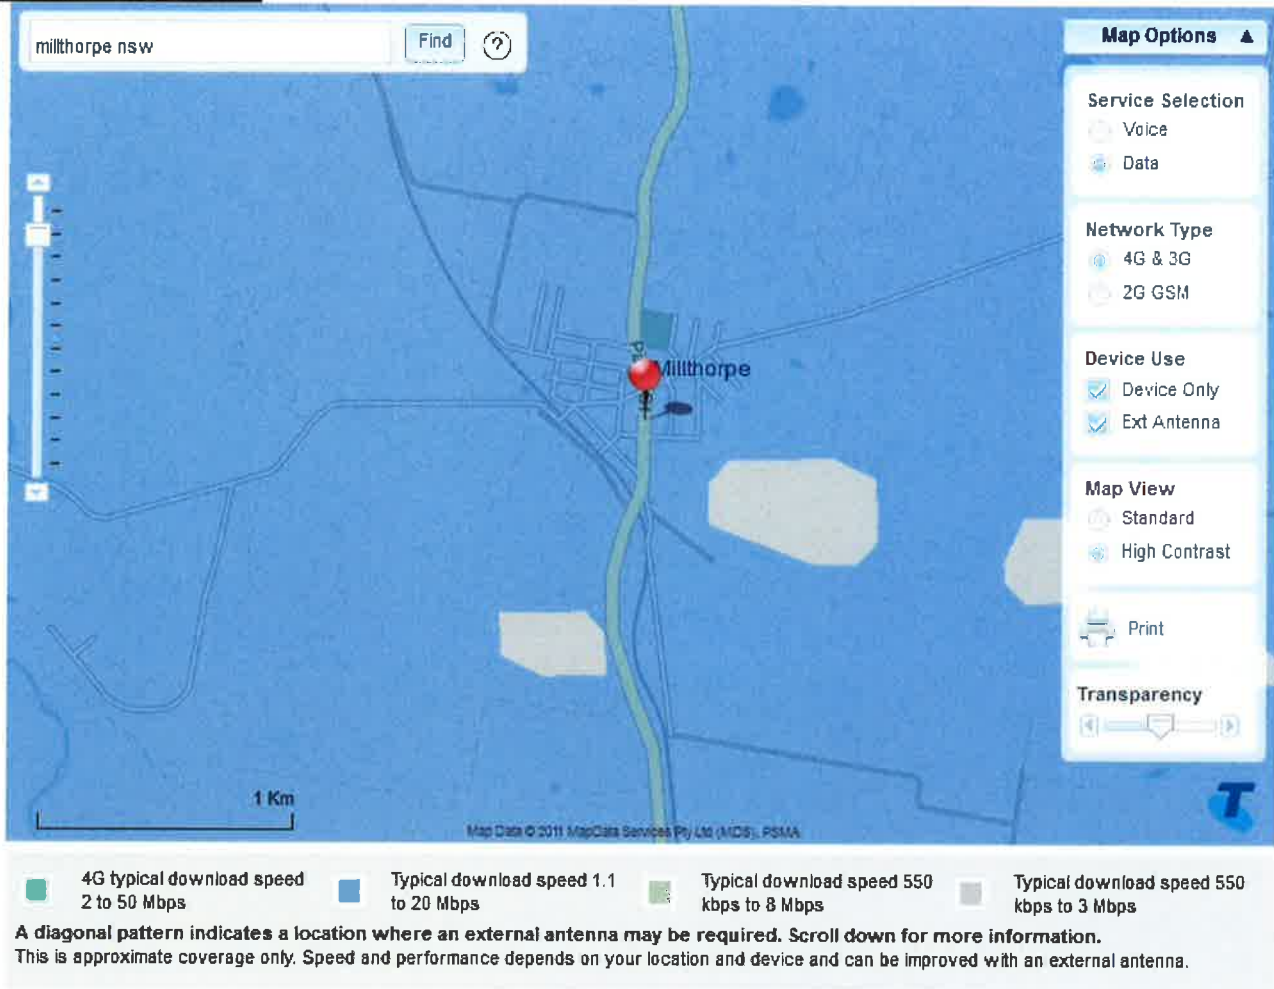 millthorpe nsw
Find
?
Map Options ▲
Service Selection
Voice
Data
Network Type
4G & 3G
2G GSM
Device Use
Device Only
Ext Antenna
Map View
Standard
High Contrast
Print
Transparency
Millthorpe
1 Km
Map Data © 2011 MapData Services Pty Ltd (MDS), PSMA
T
4G typical download speed
2 to 50 Mbps
Typical download speed 1.1
to 20 Mbps
Typical download speed 550
kbps to 8 Mbps
Typical download speed 550
kbps to 3 Mbps
A diagonal pattern indicates a location where an external antenna may be required. Scroll down for more information.
This is approximate coverage only. Speed and performance depends on your location and device and can be improved with an external antenna.